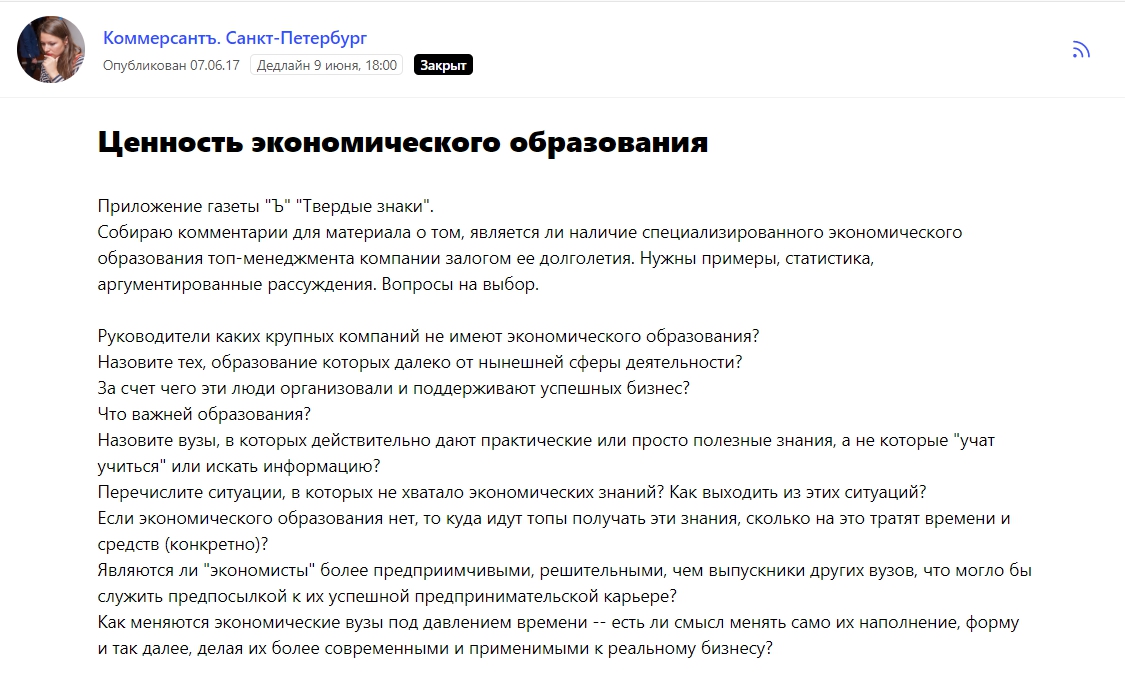 Коммерсантъ. Санкт-Петербург
Опубликован 07.06.17 Дедлайн 9 июня, 18:00 Закрыт
Ценность экономического образования
Приложение газеты "Ъ" "Твердые знаки".
Собираю комментарии для материала о том, является ли наличие специализированного экономического
образования топ-менеджмента компании залогом ее долголетия. Нужны примеры, статистика,
аргументированные рассуждения. Вопросы на выбор.
Руководители каких крупных компаний не имеют экономического образования?
Назовите тех, образование которых далеко от нынешней сферы деятельности?
За счет чего эти люди организовали и поддерживают успешных бизнес?
Что важней образования?
Назовите вузы, в которых действительно дают практические или просто полезные знания, а не которые "учат
учиться" или искать информацию?
Перечислите ситуации, в которых не хватало экономических знаний? Как выходить из этих ситуаций?
Если экономического образования нет, то куда идут топы получать эти знания, сколько на это тратят времени и
средств (конкретно)?
Являются ли "экономисты" более предприимчивыми, решительными, чем выпускники других вузов, что могло бы
служить предпосылкой к их успешной предпринимательской карьере?
Как меняются экономические вузы под давлением времени -- есть ли смысл менять само их наполнение, форму
и так далее, делая их более современными и применимыми к реальному бизнесу?